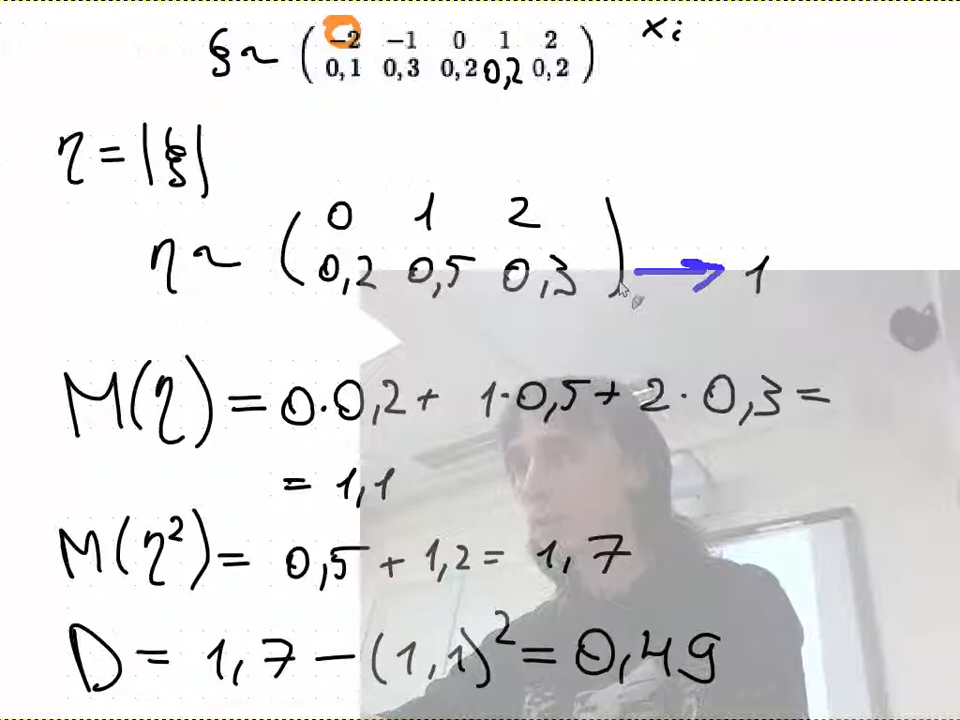 ξ ~ ( -2 -1 0 1 2 ) x i
0,1 0,3 0,2 0,2 0,2
η = |ξ|
η ~ ( 0 1 2 )
0,2 0,5 0,3 → 1
M(η) = 0·0,2 + 1·0,5 + 2·0,3 =
= 1,1
M(η²) = 0,5 + 1,2 = 1,7
D = 1,7 − (1,1)² = 0,49